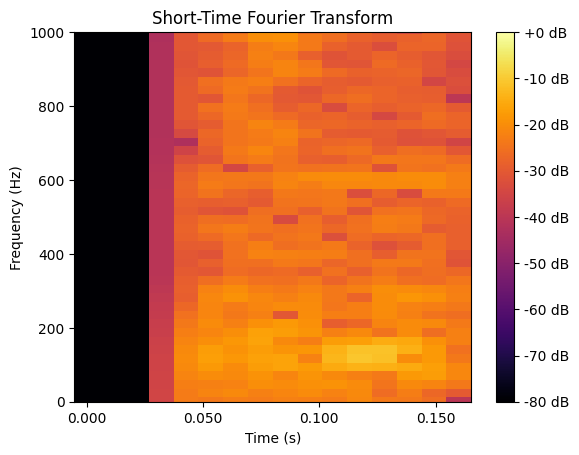 Short-Time Fourier Transform
1000
800
600
400
200
0
Frequency (Hz)
0.000
0.050
0.100
0.150
Time (s)
+0 dB
-10 dB
-20 dB
-30 dB
-40 dB
-50 dB
-60 dB
-70 dB
-80 dB